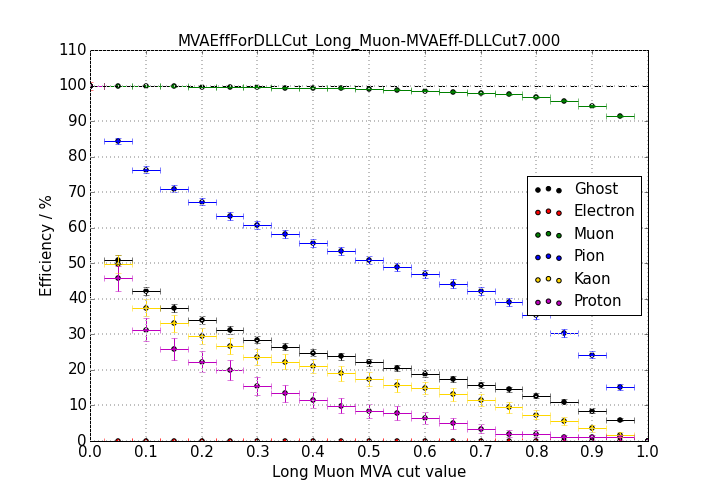 MVAEffForDLLCut_Long_Muon-MVAEff-DLLCut7.000
110
100
90
80
70
60
50
40
30
20
10
0
Efficiency / %
Ghost
Electron
Muon
Pion
Kaon
Proton
0.0 0.1 0.2 0.3 0.4 0.5 0.6 0.7 0.8 0.9 1.0
Long Muon MVA cut value